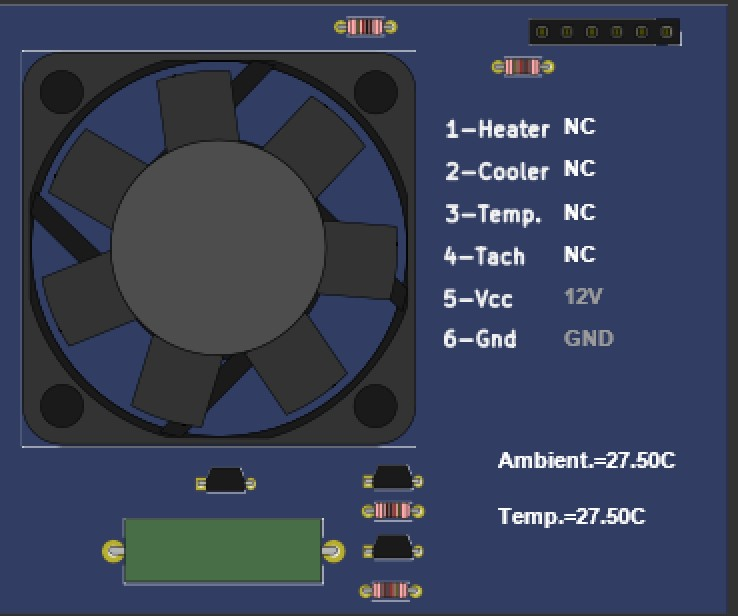 1-Heater NC
2-Cooler NC
3-Temp. NC
4-Tach NC
5-Vcc 12V
6-Gnd GND
Ambient.=27.50C
Temp.=27.50C